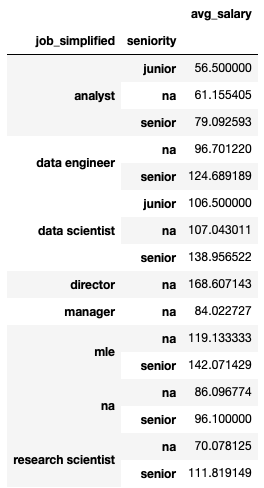 avg_salary
job_simplified seniority
analyst junior 56.500000
na 61.155405
senior 79.092593
data engineer na 96.701220
senior 124.689189
data scientist junior 106.500000
na 107.043011
senior 138.956522
director na 168.607143
manager na 84.022727
mle na 119.133333
senior 142.071429
na na 86.096774
senior 96.100000
research scientist na 70.078125
senior 111.819149